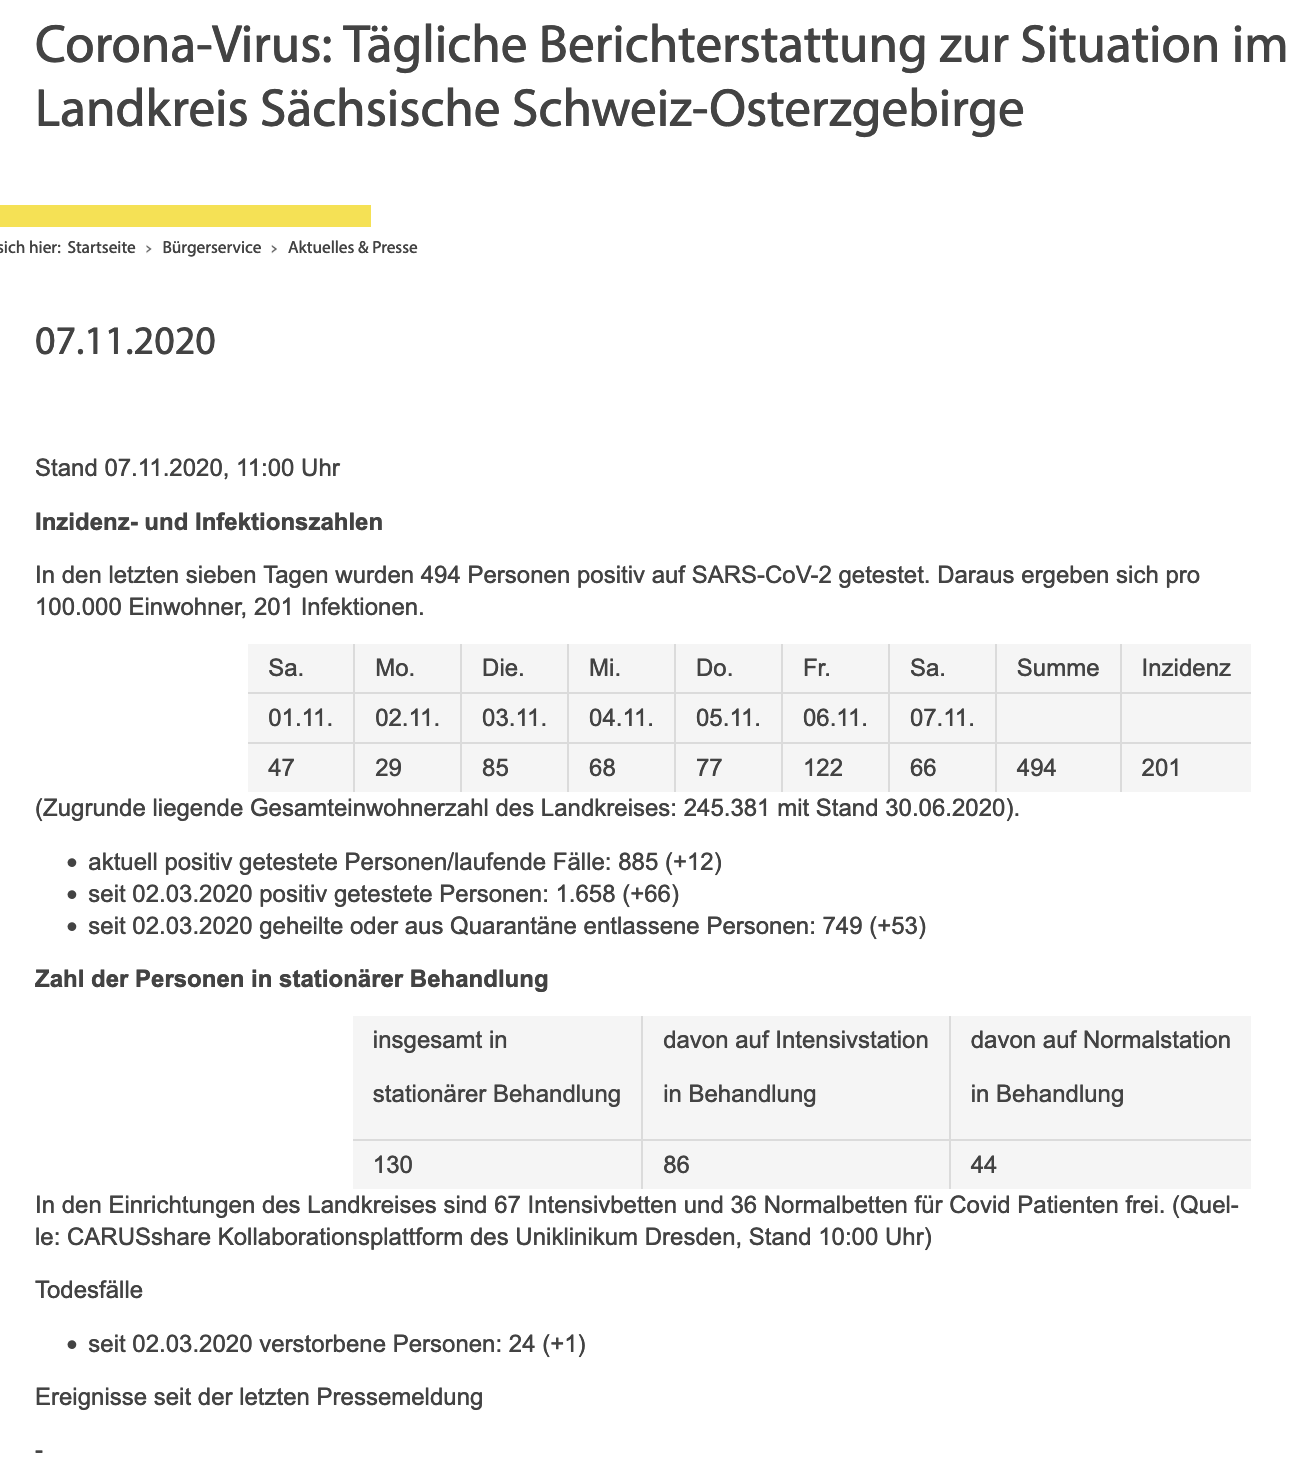 Corona-Virus: Tägliche Berichterstattung zur Situation im
Landkreis Sächsische Schweiz-Osterzgebirge
sich hier: Startseite › Bürgerservice › Aktuelles & Presse
07.11.2020
Stand 07.11.2020, 11:00 Uhr
Inzidenz- und Infektionszahlen
In den letzten sieben Tagen wurden 494 Personen positiv auf SARS-CoV-2 getestet. Daraus ergeben sich pro
100.000 Einwohner, 201 Infektionen.
Sa. Mo. Die. Mi. Do. Fr. Sa. Summe Inzidenz
01.11. 02.11. 03.11. 04.11. 05.11. 06.11. 07.11.
47 29 85 68 77 122 66 494 201
(Zugrunde liegende Gesamteinwohnerzahl des Landkreises: 245.381 mit Stand 30.06.2020).
• aktuell positiv getestete Personen/laufende Fälle: 885 (+12)
• seit 02.03.2020 positiv getestete Personen: 1.658 (+66)
• seit 02.03.2020 geheilte oder aus Quarantäne entlassene Personen: 749 (+53)
Zahl der Personen in stationärer Behandlung
insgesamt in davon auf Intensivstation davon auf Normalstation
stationärer Behandlung in Behandlung in Behandlung
130 86 44
In den Einrichtungen des Landkreises sind 67 Intensivbetten und 36 Normalbetten für Covid Patienten frei. (Quel-
le: CARUSshare Kollaborationsplattform des Uniklinikum Dresden, Stand 10:00 Uhr)
Todesfälle
• seit 02.03.2020 verstorbene Personen: 24 (+1)
Ereignisse seit der letzten Pressemeldung
-